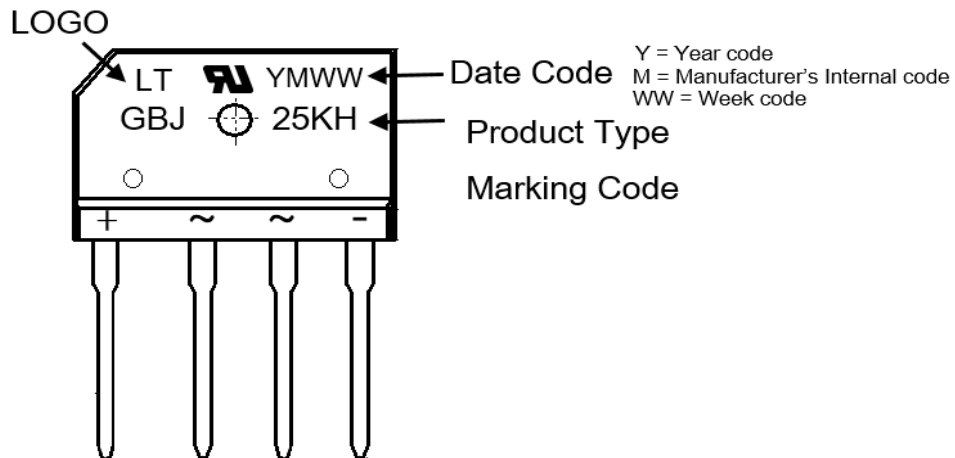 LOGO
LT RU YMWW
GBJ 25KH
Date Code
Y = Year code
M = Manufacturer's Internal code
WW = Week code
Product Type
Marking Code
+ ~ ~ -